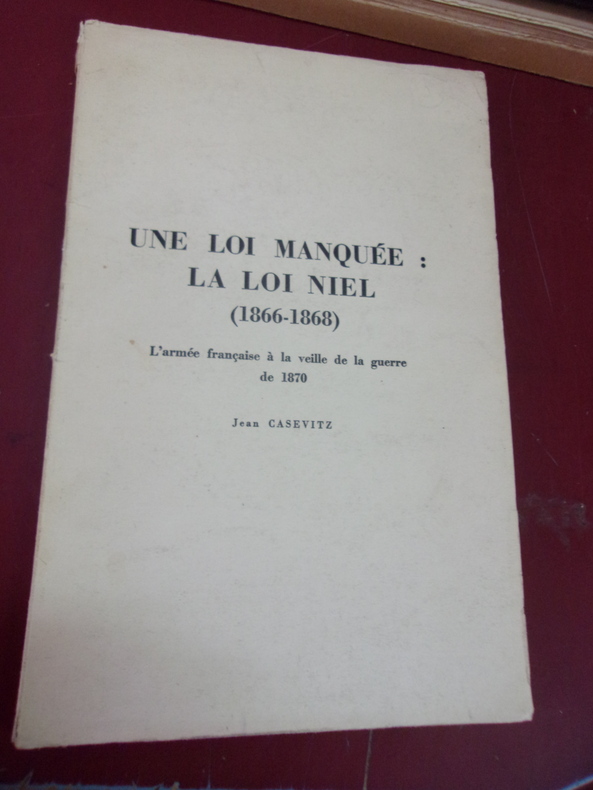 UNE LOI MANQUÉE :
LA LOI NIEL
(1866-1868)
L'armée française à la veille de la guerre
de 1870
Jean CASEVITZ